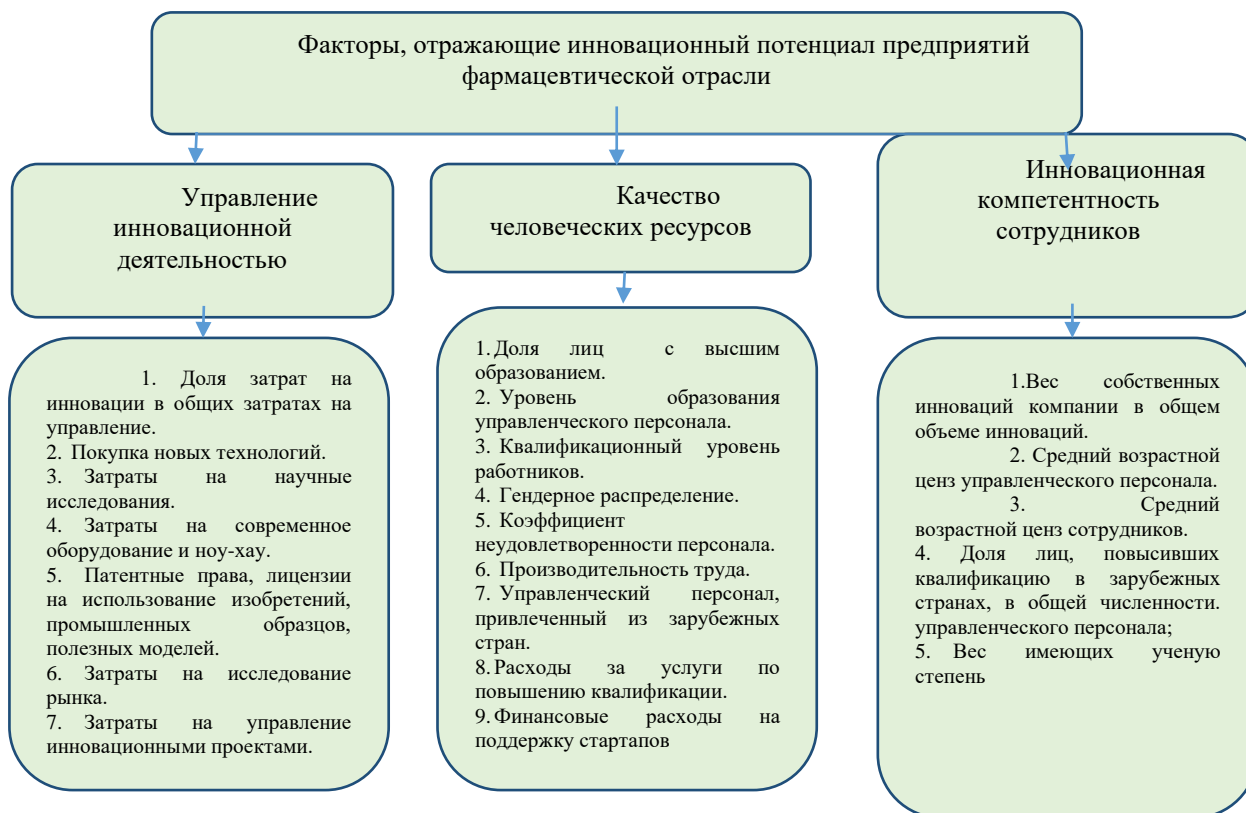 Факторы, отражающие инновационный потенциал предприятий
фармацевтической отрасли
Управление
инновационной
деятельностью
Качество
человеческих ресурсов
Инновационная
компетентность
сотрудников
1. Доля затрат на
инновации в общих затратах на
управление.
2. Покупка новых технологий.
3. Затраты на научные
исследования.
4. Затраты на современное
оборудование и ноу-хау.
5. Патентные права, лицензии
на использование изобретений,
промышленных образцов,
полезных моделей.
6. Затраты на исследование
рынка.
7. Затраты на управление
инновационными проектами.
1. Доля лиц с высшим
образованием.
2. Уровень образования
управленческого персонала.
3. Квалификационный уровень
работников.
4. Гендерное распределение.
5. Коэффициент
неудовлетворенности персонала.
6. Производительность труда.
7. Управленческий персонал,
привлеченный из зарубежных
стран.
8. Расходы за услуги по
повышению квалификации.
9. Финансовые расходы на
поддержку стартапов
1.Вес собственных
инноваций компании в общем
объеме инноваций.
2. Средний возрастной
ценз управленческого персонала.
3. Средний
возрастной ценз сотрудников.
4. Доля лиц, повысивших
квалификацию в зарубежных
странах, в общей численности.
управленческого персонала;
5. Вес имеющих ученую
степень